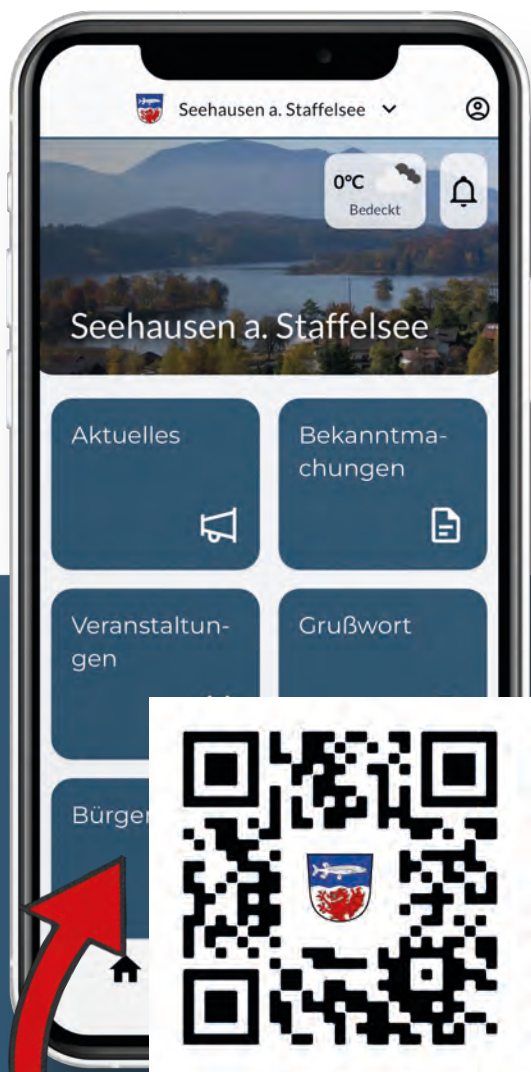 Seehausen a. Staffelsee
0°C
Bedeckt
Seehausen a. Staffelsee
Aktuelles
Bekanntma-
chungen
Veranstaltun-
gen
Grußwort
Bürger